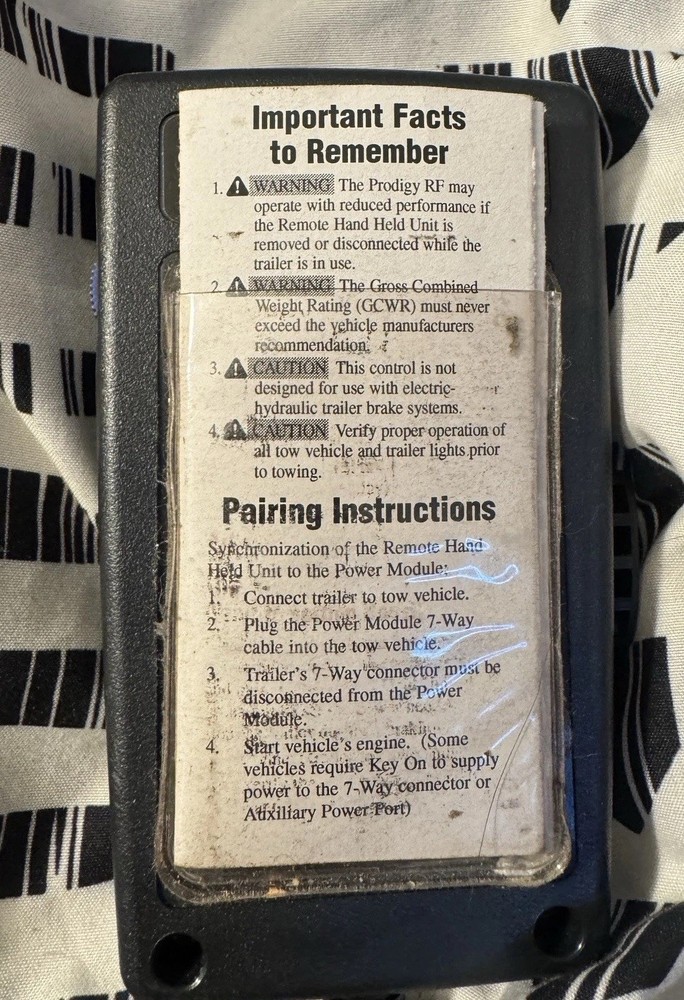 Important Facts
to Remember
1. WARNING The Prodigy RF may
operate with reduced performance if
the Remote Hand Held Unit is
removed or disconnected while the
trailer is in use.
2. WARNING The Gross Combined
Weight Rating (GCWR) must never
exceed the vehicle manufacturers
recommendation.
3. CAUTION This control is not
designed for use with electric-
hydraulic trailer brake systems.
4. CAUTION Verify proper operation of
all tow vehicle and trailer lights prior
to towing.
Pairing Instructions
Synchronization of the Remote Hand
Held Unit to the Power Module:
1. Connect trailer to tow vehicle.
2. Plug the Power Module 7-Way
cable into the tow vehicle.
3. Trailer's 7-Way connector must be
disconnected from the Power
Module.
4. Start vehicle's engine. (Some
vehicles require Key On to supply
power to the 7-Way connector or
Auxiliary Power Port)